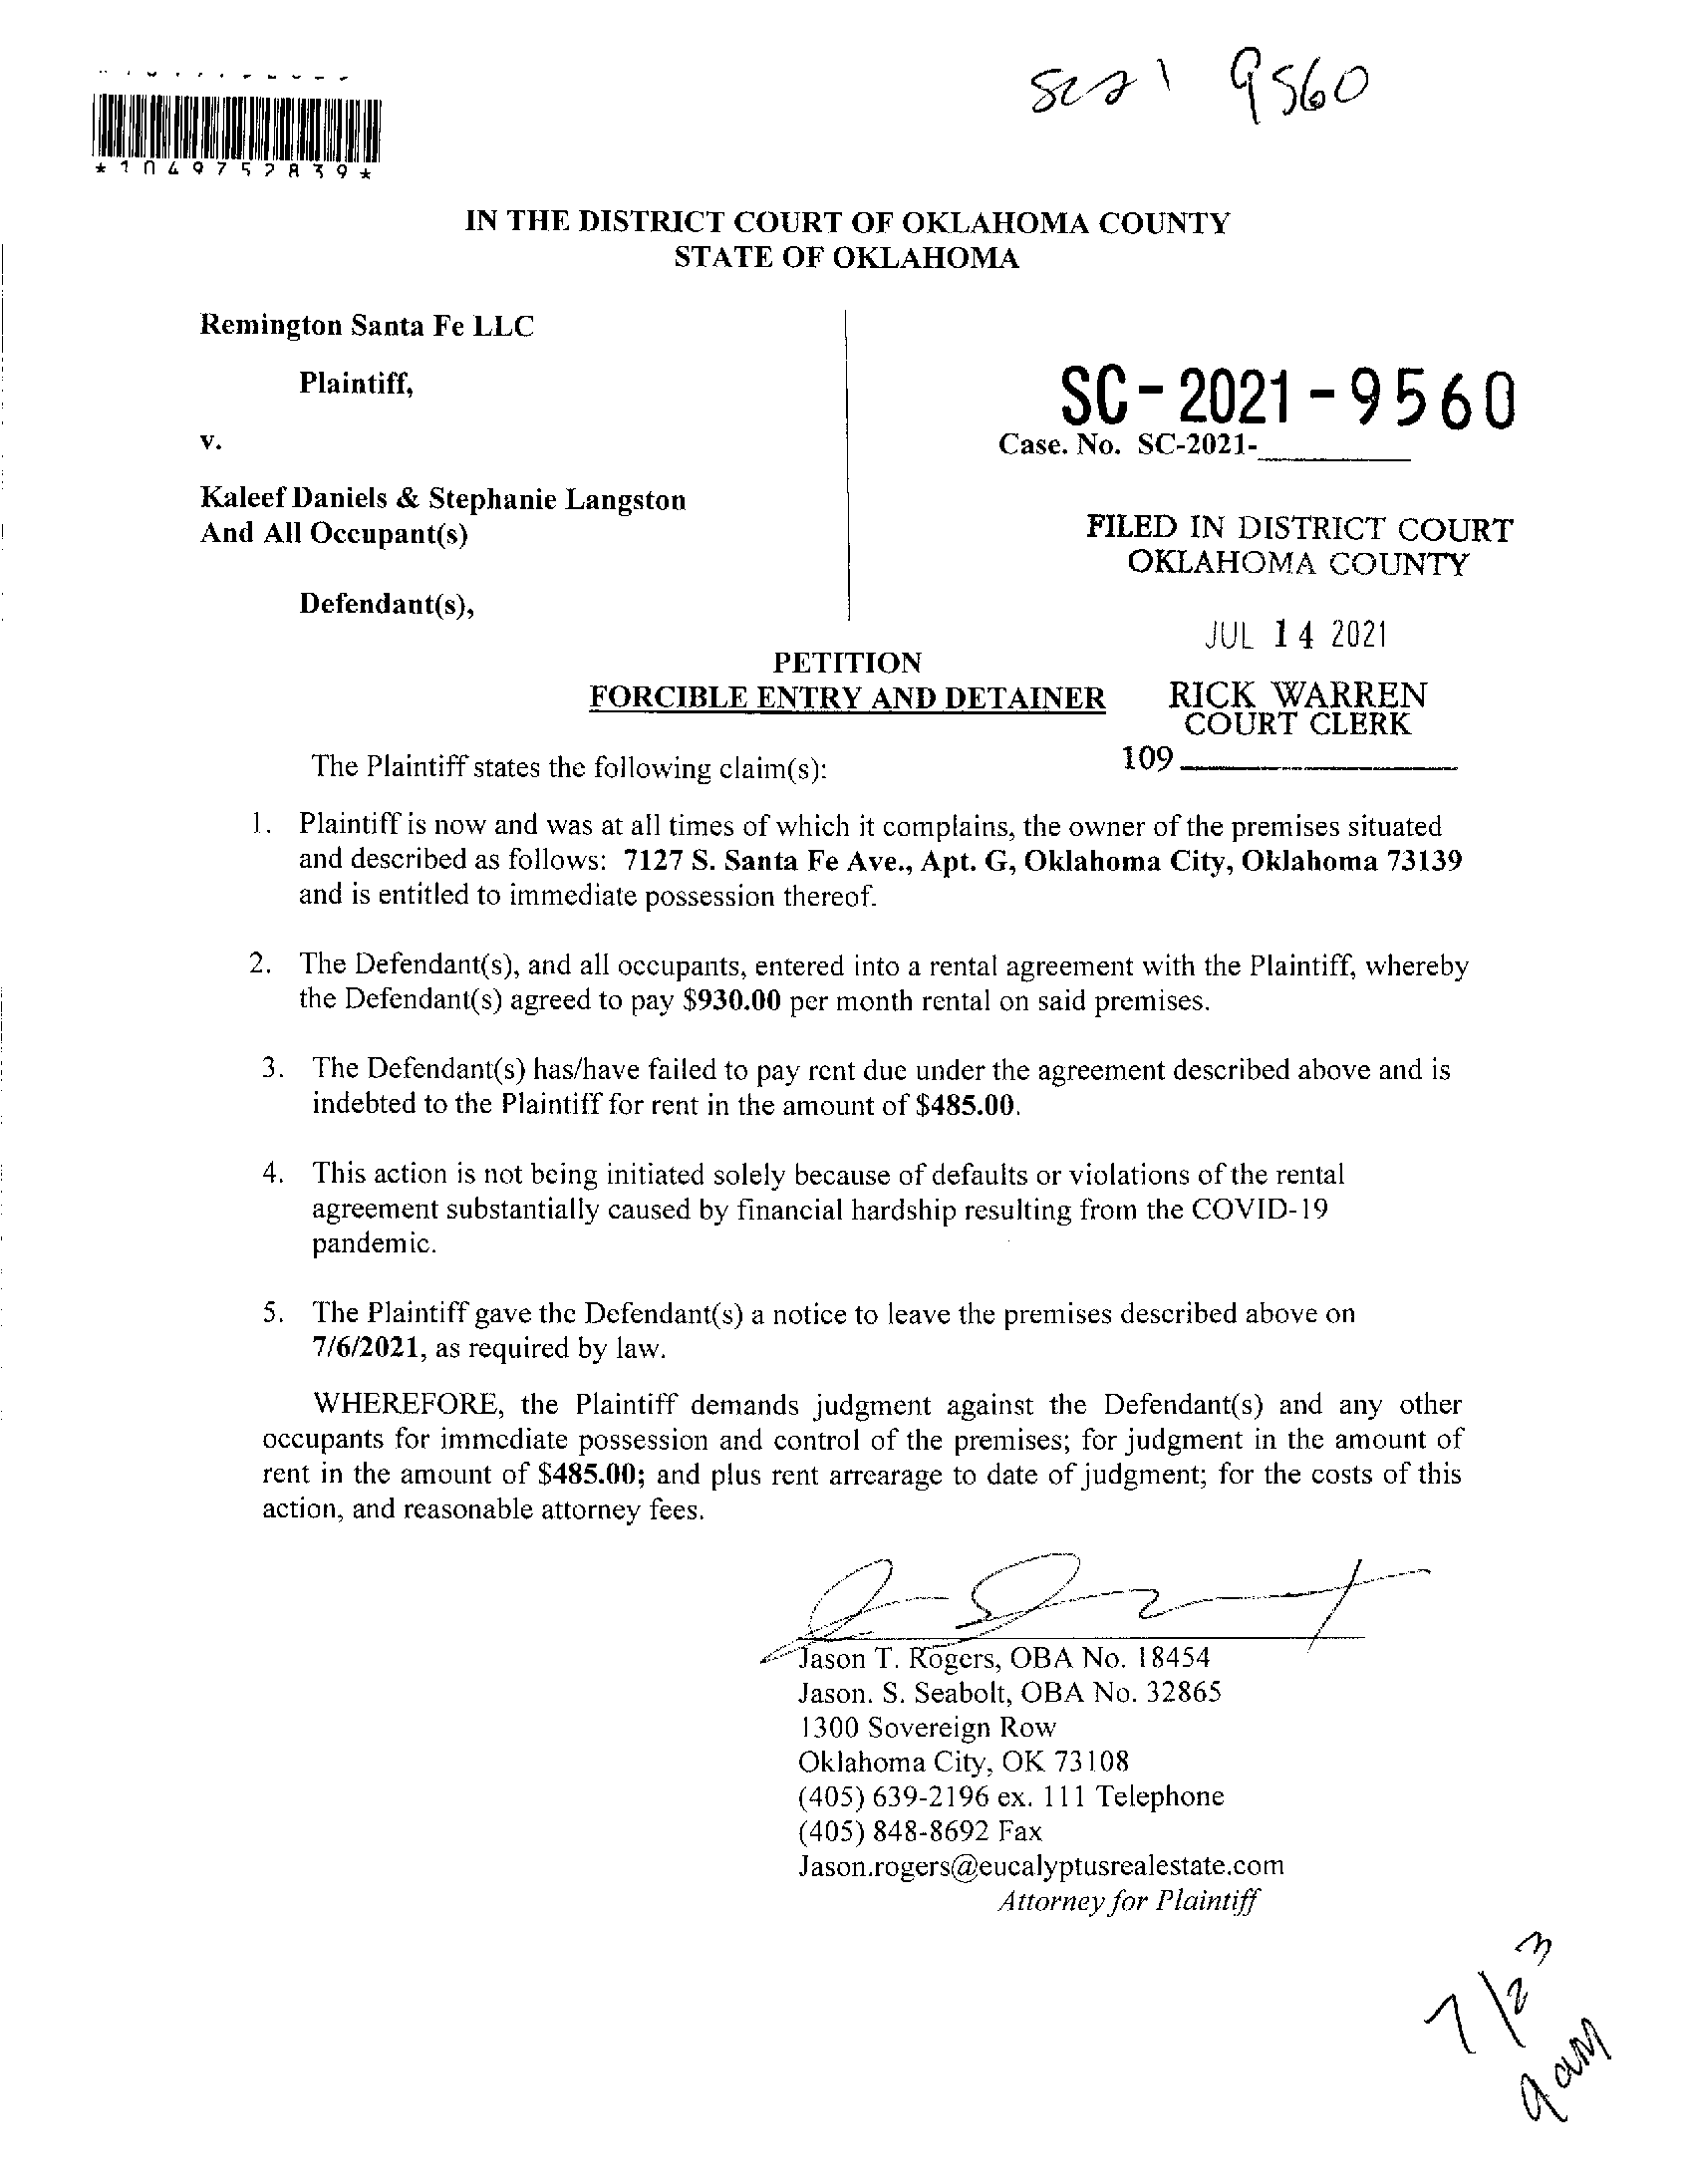 sc21 9560
*1049752839*
IN THE DISTRICT COURT OF OKLAHOMA COUNTY
STATE OF OKLAHOMA
Remington Santa Fe LLC
Plaintiff,
SC-2021-9560
v.
Case. No. SC-2021-________
Kaleef Daniels & Stephanie Langston
And All Occupant(s)
FILED IN DISTRICT COURT
OKLAHOMA COUNTY
Defendant(s),
JUL 14 2021
PETITION
FORCIBLE ENTRY AND DETAINER
RICK WARREN
COURT CLERK
109________
The Plaintiff states the following claim(s):
1. Plaintiff is now and was at all times of which it complains, the owner of the premises situated
and described as follows: 7127 S. Santa Fe Ave., Apt. G, Oklahoma City, Oklahoma 73139
and is entitled to immediate possession thereof.
2. The Defendant(s), and all occupants, entered into a rental agreement with the Plaintiff, whereby
the Defendant(s) agreed to pay $930.00 per month rental on said premises.
3. The Defendant(s) has/have failed to pay rent due under the agreement described above and is
indebted to the Plaintiff for rent in the amount of $485.00.
4. This action is not being initiated solely because of defaults or violations of the rental
agreement substantially caused by financial hardship resulting from the COVID-19
pandemic.
5. The Plaintiff gave the Defendant(s) a notice to leave the premises described above on
7/6/2021, as required by law.
WHEREFORE, the Plaintiff demands judgment against the Defendant(s) and any other
occupants for immediate possession and control of the premises; for judgment in the amount of
rent in the amount of $485.00; and plus rent arrearage to date of judgment; for the costs of this
action, and reasonable attorney fees.
Jason T. Rogers, OBA No. 18454
Jason. S. Seabolt, OBA No. 32865
1300 Sovereign Row
Oklahoma City, OK 73108
(405) 639-2196 ex. 111 Telephone
(405) 848-8692 Fax
Jason.rogers@eucalyptusrealestate.com
Attorney for Plaintiff
7/23
9am